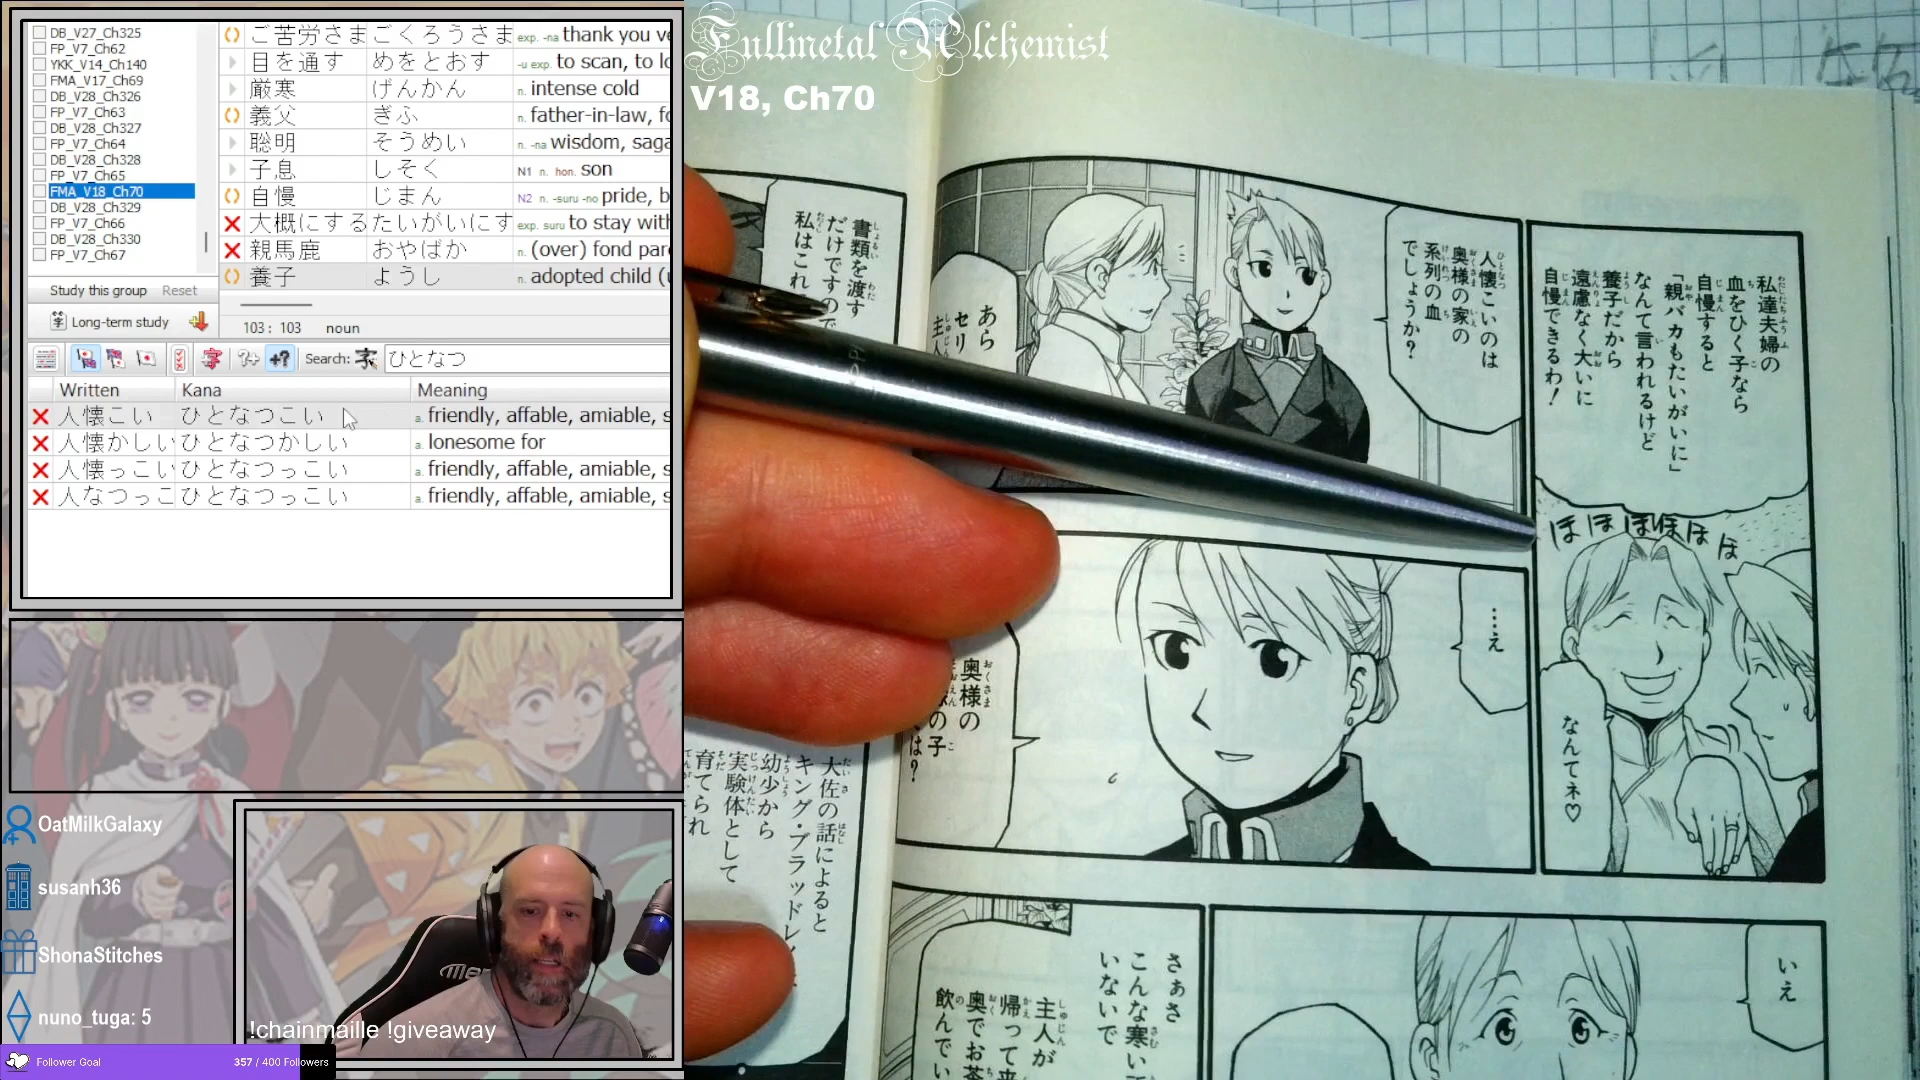 DB_V27_Ch325
FP_V7_Ch62
YKK_V14_Ch140
FMA_V17_Ch69
DB_V28_Ch326
FP_V7_Ch63
DB_V28_Ch327
FP_V7_Ch64
DB_V28_Ch328
FP_V7_Ch65
FMA_V18_Ch70
DB_V28_Ch329
FP_V7_Ch66
DB_V28_Ch330
FP_V7_Ch67
Study this group Reset
Long-term study
ご苦労さま ごくろうさま exp. -na thank you
目を通す めをとおす -u exp. to scan, to
厳寒 げんかん n. intense cold
義父 ぎふ n. father-in-law,
聡明 そうめい n. -na wisdom,
子息 しそく N1 n. hon. son
自慢 じまん N2 n. -suru -no pride,
大概にする たいがいにす exp. suru to stay
親馬鹿 おやばか n. (over) fond
養子 ようし n. adopted child
103: 103 noun
Search: ひとなつ
Written Kana Meaning
人懐こい ひとなつこい a. friendly, affable, amiable,
人懐かしい ひとなつかしい a. lonesome for
人懐っこい ひとなつっこい a. friendly, affable, amiable,
人なつっこ ひとなつっこい a. friendly, affable, amiable,
OatMilkGalaxy
susanh36
ShonaStitches
nuno_tuga: 5
!chainmaille !giveaway
Follower Goal 357 / 400 Followers
Fullmetal Alchemist
V18, Ch70
私達夫婦の
血をひく子なら
自慢すると
「親バカもたいがいに」
なんて言われるけど
養子だから
遠慮なく大いに
自慢できるわ!
ほほほほほほ
なんてネ♡
人懐こいのは
奥様の家の
系列の血
でしょうか?
あら
セリ
主人
…え
奥様の
の子
は?
書類を渡す
だけですので
私はこれ
大佐の話によると
キング・ブラッドレイ
幼少から
実験体として
育てられ
いえ
さぁさ
こんな寒い
いないで
主人が
帰って来
奥でお茶
飲んでい